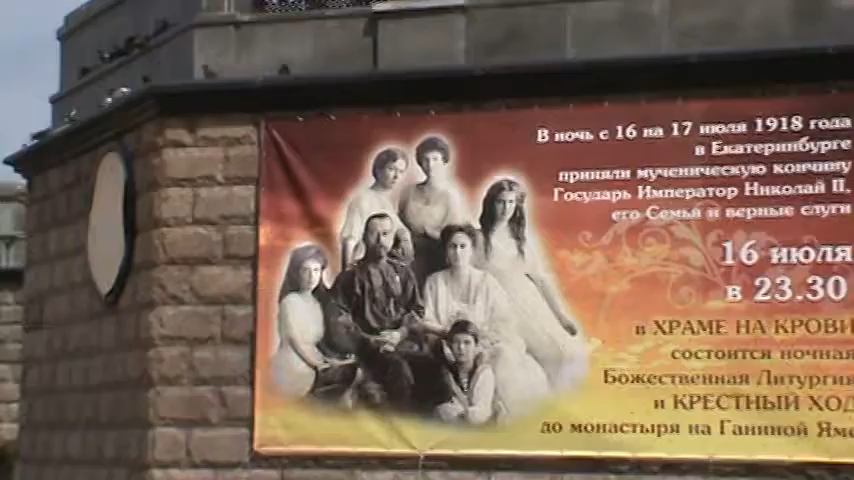 В ночь с 16 на 17 июля 1918 года
в Екатеринбурге
приняли мученическую кончину
Государь Император Николай II,
его Семья и верные слуги
16 июля
в 23.30
в ХРАМЕ НА КРОВИ
состоится ночная
Божественная Литургия
и КРЕСТНЫЙ ХОД
до монастыря на Ганиной Яме